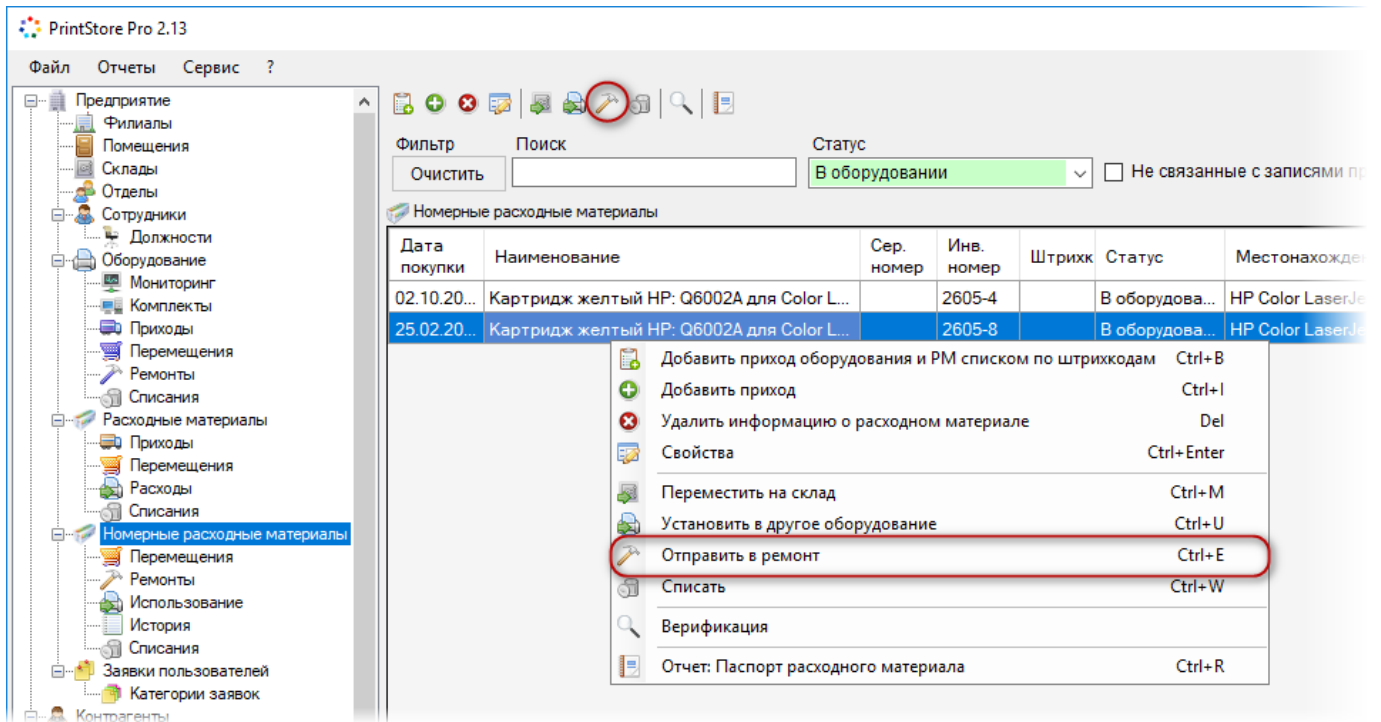 PrintStore Pro 2.13
Файл Отчеты Сервис ?
Предприятие
Филиалы
Помещения
Склады
Отделы
Сотрудники
Должности
Оборудование
Мониторинг
Комплекты
Приходы
Перемещения
Ремонты
Списания
Расходные материалы
Приходы
Перемещения
Расходы
Списания
Номерные расходные материалы
Перемещения
Ремонты
Использование
История
Списания
Заявки пользователей
Категории заявок
Контрагенты
Фильтр Поиск Статус
Очистить В оборудовании Не связанные с записями пр
Номерные расходные материалы
Дата покупки Наименование Сер. номер Инв. номер Штрихк Статус Местонахожде
02.10.20... Картридж желтый HP: Q6002A для Color L... 2605-4 В оборудова... HP Color LaserJe
25.02.20... Картридж желтый HP: Q6002A для Color L... 2605-8 В оборудова... HP Color LaserJe
Добавить приход оборудования и РМ списком по штрихкодам Ctrl+B
Добавить приход Ctrl+I
Удалить информацию о расходном материале Del
Свойства Ctrl+Enter
Переместить на склад Ctrl+M
Установить в другое оборудование Ctrl+U
Отправить в ремонт Ctrl+E
Списать Ctrl+W
Верификация
Отчет: Паспорт расходного материала Ctrl+R